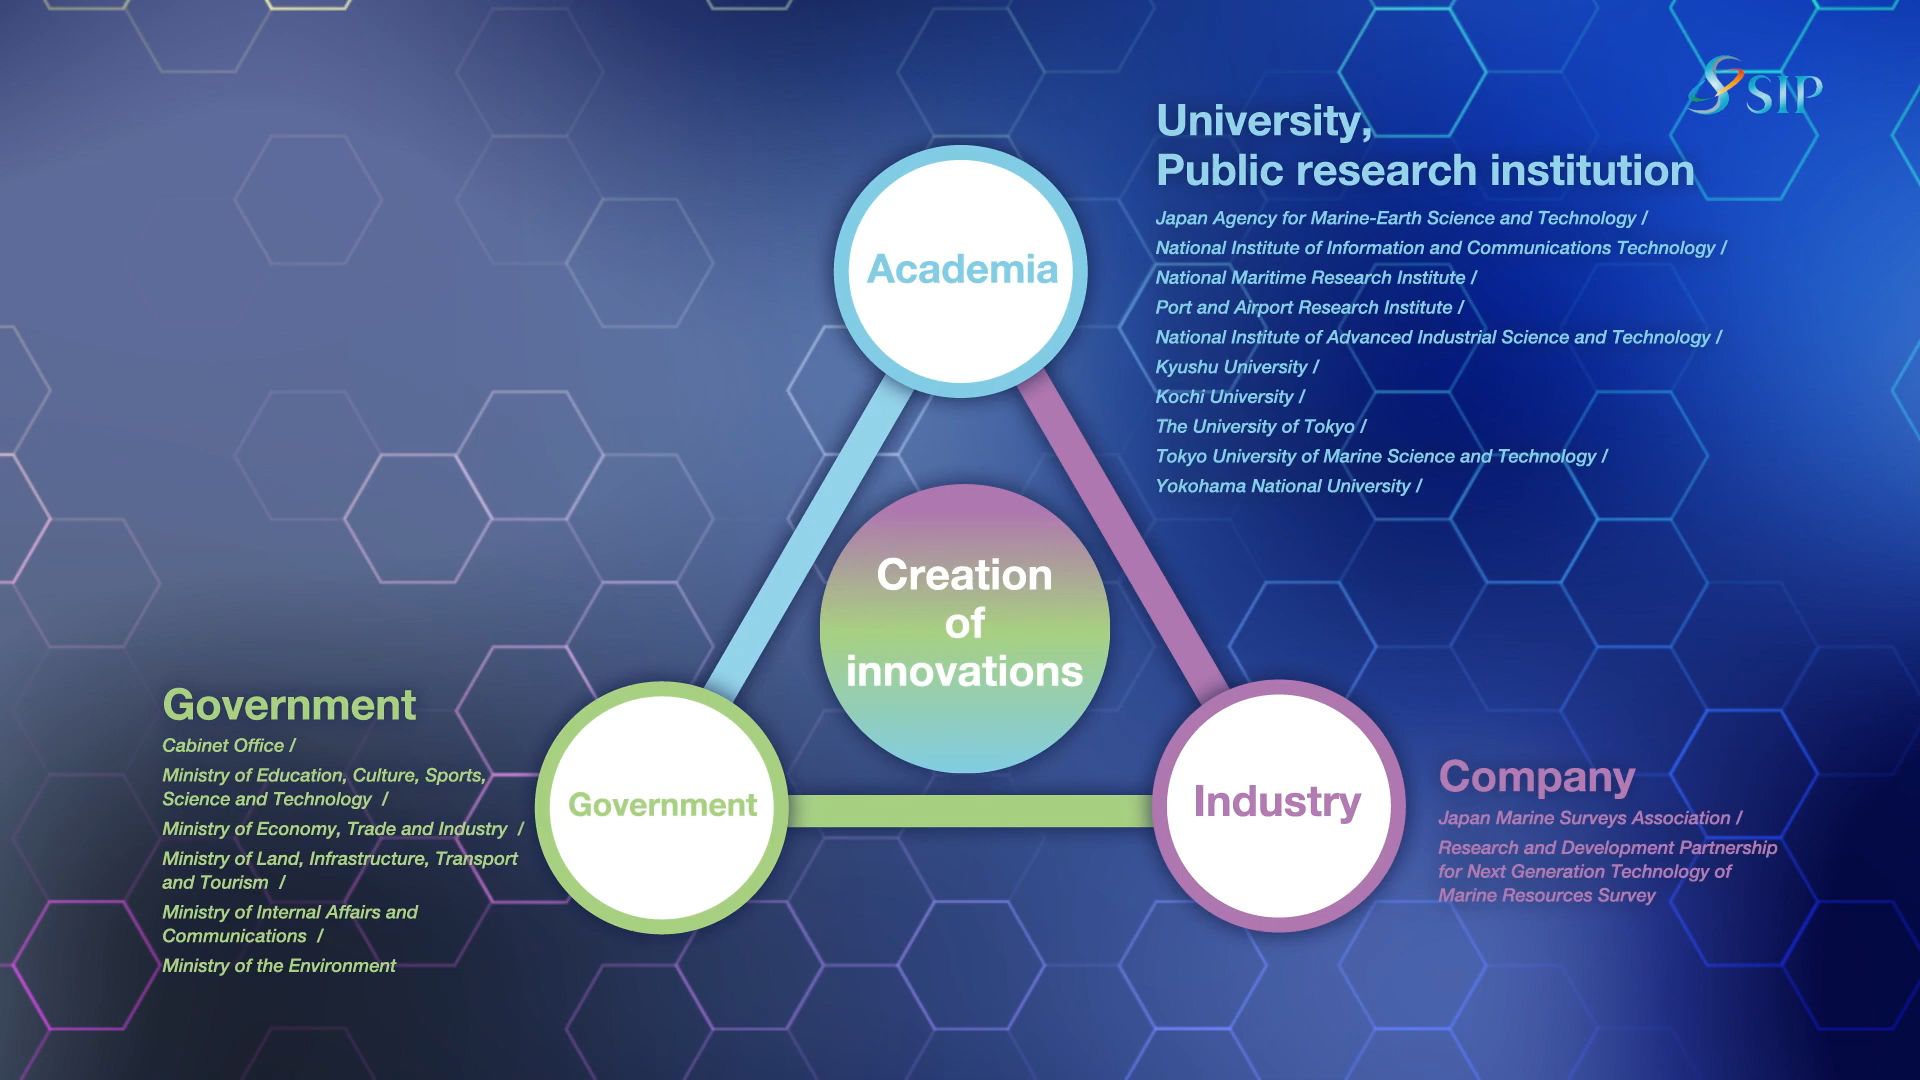 SIP
University,
Public research institution
Japan Agency for Marine-Earth Science and Technology /
National Institute of Information and Communications Technology /
National Maritime Research Institute /
Port and Airport Research Institute /
National Institute of Advanced Industrial Science and Technology /
Kyushu University /
Kochi University /
The University of Tokyo /
Tokyo University of Marine Science and Technology /
Yokohama National University /
Academia
Creation
of
innovations
Government
Cabinet Office /
Ministry of Education, Culture, Sports,
Science and Technology /
Ministry of Economy, Trade and Industry /
Ministry of Land, Infrastructure, Transport
and Tourism /
Ministry of Internal Affairs and
Communications /
Ministry of the Environment
Government
Industry
Company
Japan Marine Surveys Association /
Research and Development Partnership
for Next Generation Technology of
Marine Resources Survey